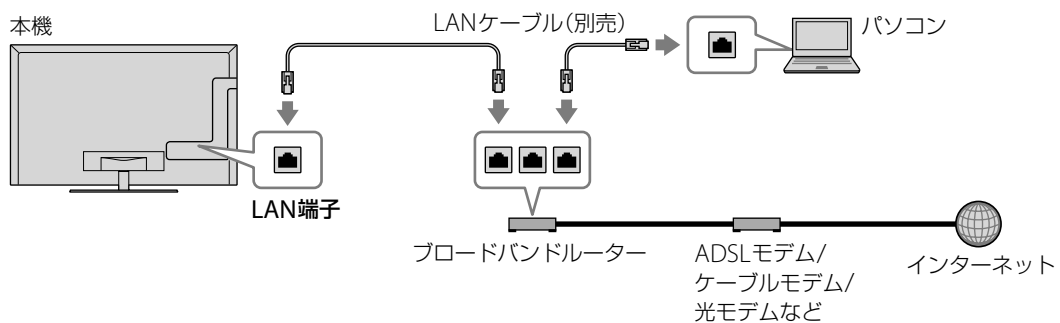 本機
LANケーブル（別売）
パソコン
LAN端子
ブロードバンドルーター
ADSLモデム/
ケーブルモデム/
光モデムなど
インターネット